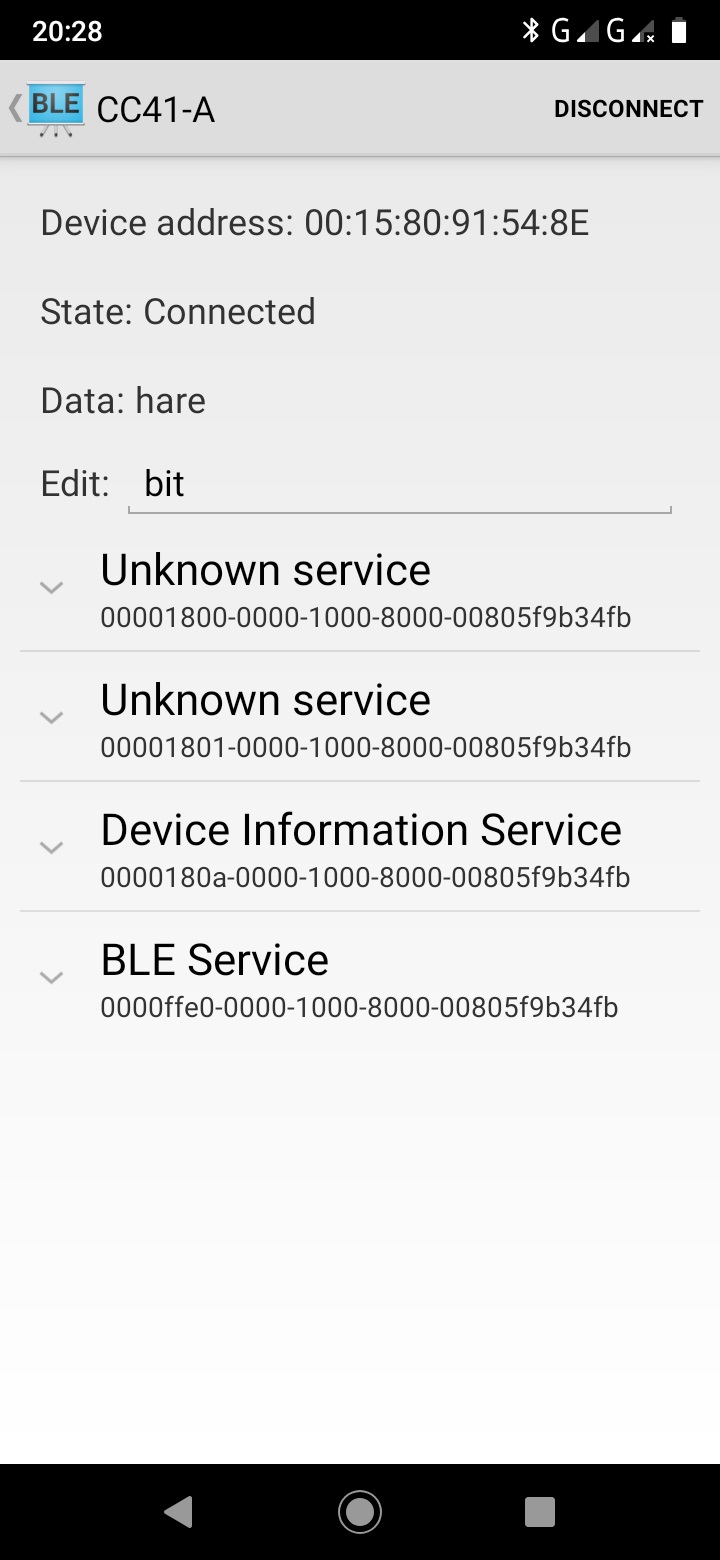 20:28 G G
BLE CC41-A DISCONNECT
Device address: 00:15:80:91:54:8E
State: Connected
Data: hare
Edit: bit
Unknown service
00001800-0000-1000-8000-00805f9b34fb
Unknown service
00001801-0000-1000-8000-00805f9b34fb
Device Information Service
0000180a-0000-1000-8000-00805f9b34fb
BLE Service
0000ffe0-0000-1000-8000-00805f9b34fb